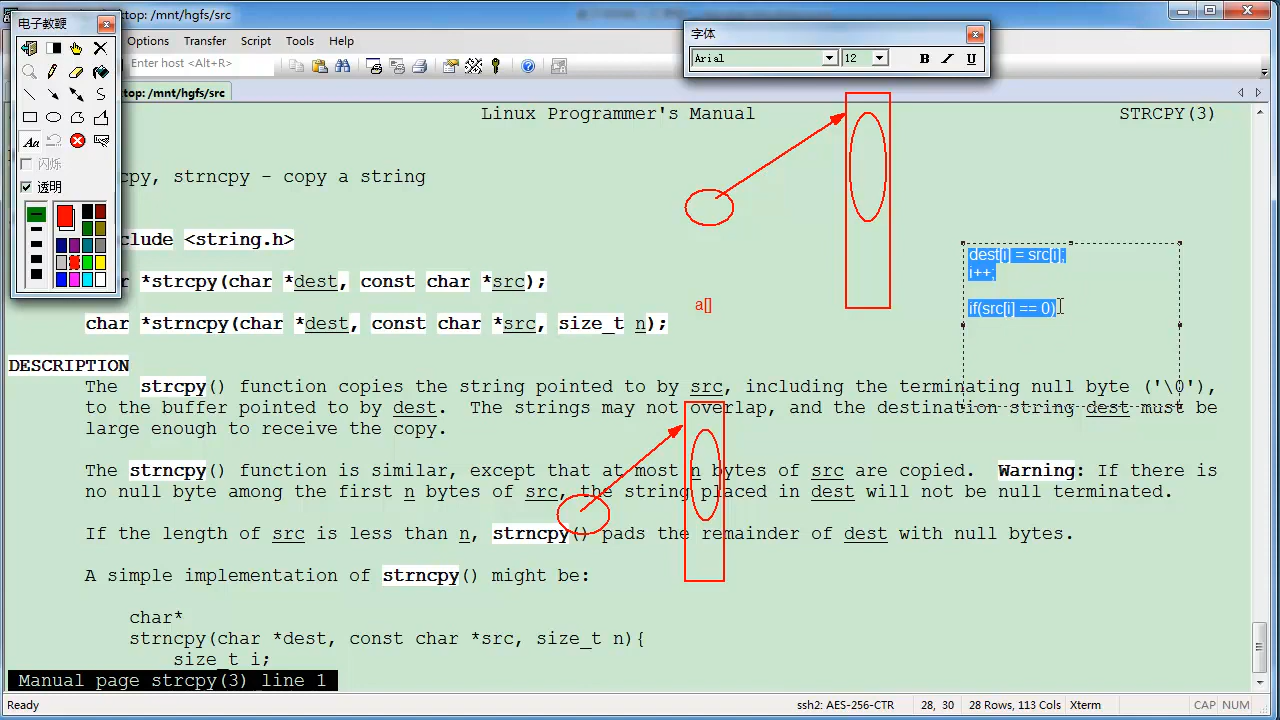 电子教鞭
top: /mnt/hgfs/src
字体
Options Transfer Script Tools Help
Enter host <Alt+R>
Arial
12
B I U
top: /mnt/hgfs/src
Aa
闪烁
透明
Linux Programmer's Manual STRCPY(3)
cpy, strncpy - copy a string
clude <string.h>
*strcpy(char *dest, const char *src);
char *strncpy(char *dest, const char *src, size_t n);
dest[i] = src[i];
i++;
if(src[i] == 0)
a[]
DESCRIPTION
The strcpy() function copies the string pointed to by src, including the terminating null byte ('\0'),
to the buffer pointed to by dest. The strings may not overlap, and the destination string dest must be
large enough to receive the copy.
The strncpy() function is similar, except that at most n bytes of src are copied. Warning: If there is
no null byte among the first n bytes of src, the string placed in dest will not be null terminated.
If the length of src is less than n, strncpy() pads the remainder of dest with null bytes.
A simple implementation of strncpy() might be:
char*
strncpy(char *dest, const char *src, size_t n){
size_t i;
Manual page strcpy(3) line 1
Ready ssh2: AES-256-CTR 28, 30 28 Rows, 113 Cols Xterm CAP NUM